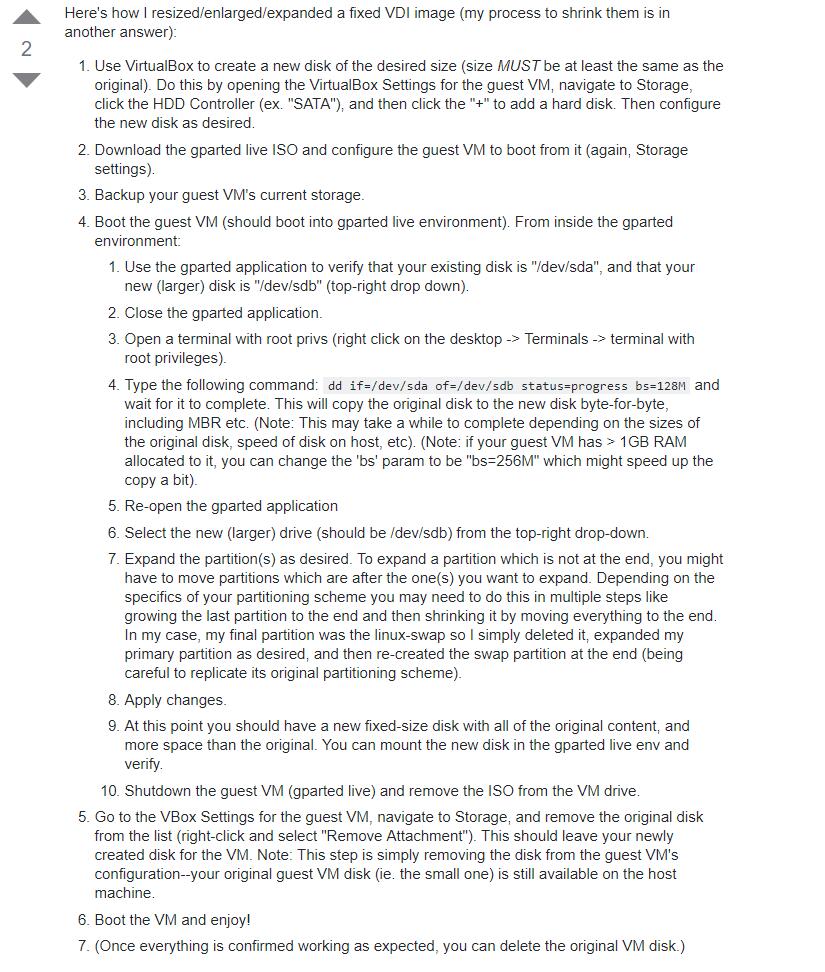 Here's how I resized/enlarged/expanded a fixed VDI image (my process to shrink them is in
another answer):
2
1. Use VirtualBox to create a new disk of the desired size (size MUST be at least the same as the
original). Do this by opening the VirtualBox Settings for the guest VM, navigate to Storage,
click the HDD Controller (ex. "SATA"), and then click the "+" to add a hard disk. Then configure
the new disk as desired.
2. Download the gparted live ISO and configure the guest VM to boot from it (again, Storage
settings).
3. Backup your guest VM's current storage.
4. Boot the guest VM (should boot into gparted live environment). From inside the gparted
environment:
1. Use the gparted application to verify that your existing disk is "/dev/sda", and that your
new (larger) disk is "/dev/sdb" (top-right drop down).
2. Close the gparted application.
3. Open a terminal with root privs (right click on the desktop -> Terminals -> terminal with
root privileges).
4. Type the following command: dd if=/dev/sda of=/dev/sdb status=progress bs=128M and
wait for it to complete. This will copy the original disk to the new disk byte-for-byte,
including MBR etc. (Note: This may take a while to complete depending on the sizes of
the original disk, speed of disk on host, etc). (Note: if your guest VM has > 1GB RAM
allocated to it, you can change the 'bs' param to be "bs=256M" which might speed up the
copy a bit).
5. Re-open the gparted application
6. Select the new (larger) drive (should be /dev/sdb) from the top-right drop-down.
7. Expand the partition(s) as desired. To expand a partition which is not at the end, you might
have to move partitions which are after the one(s) you want to expand. Depending on the
specifics of your partitioning scheme you may need to do this in multiple steps like
growing the last partition to the end and then shrinking it by moving everything to the end.
In my case, my final partition was the linux-swap so I simply deleted it, expanded my
primary partition as desired, and then re-created the swap partition at the end (being
careful to replicate its original partitioning scheme).
8. Apply changes.
9. At this point you should have a new fixed-size disk with all of the original content, and
more space than the original. You can mount the new disk in the gparted live env and
verify.
10. Shutdown the guest VM (gparted live) and remove the ISO from the VM drive.
5. Go to the VBox Settings for the guest VM, navigate to Storage, and remove the original disk
from the list (right-click and select "Remove Attachment"). This should leave your newly
created disk for the VM. Note: This step is simply removing the disk from the guest VM's
configuration--your original guest VM disk (ie. the small one) is still available on the host
machine.
6. Boot the VM and enjoy!
7. (Once everything is confirmed working as expected, you can delete the original VM disk.)